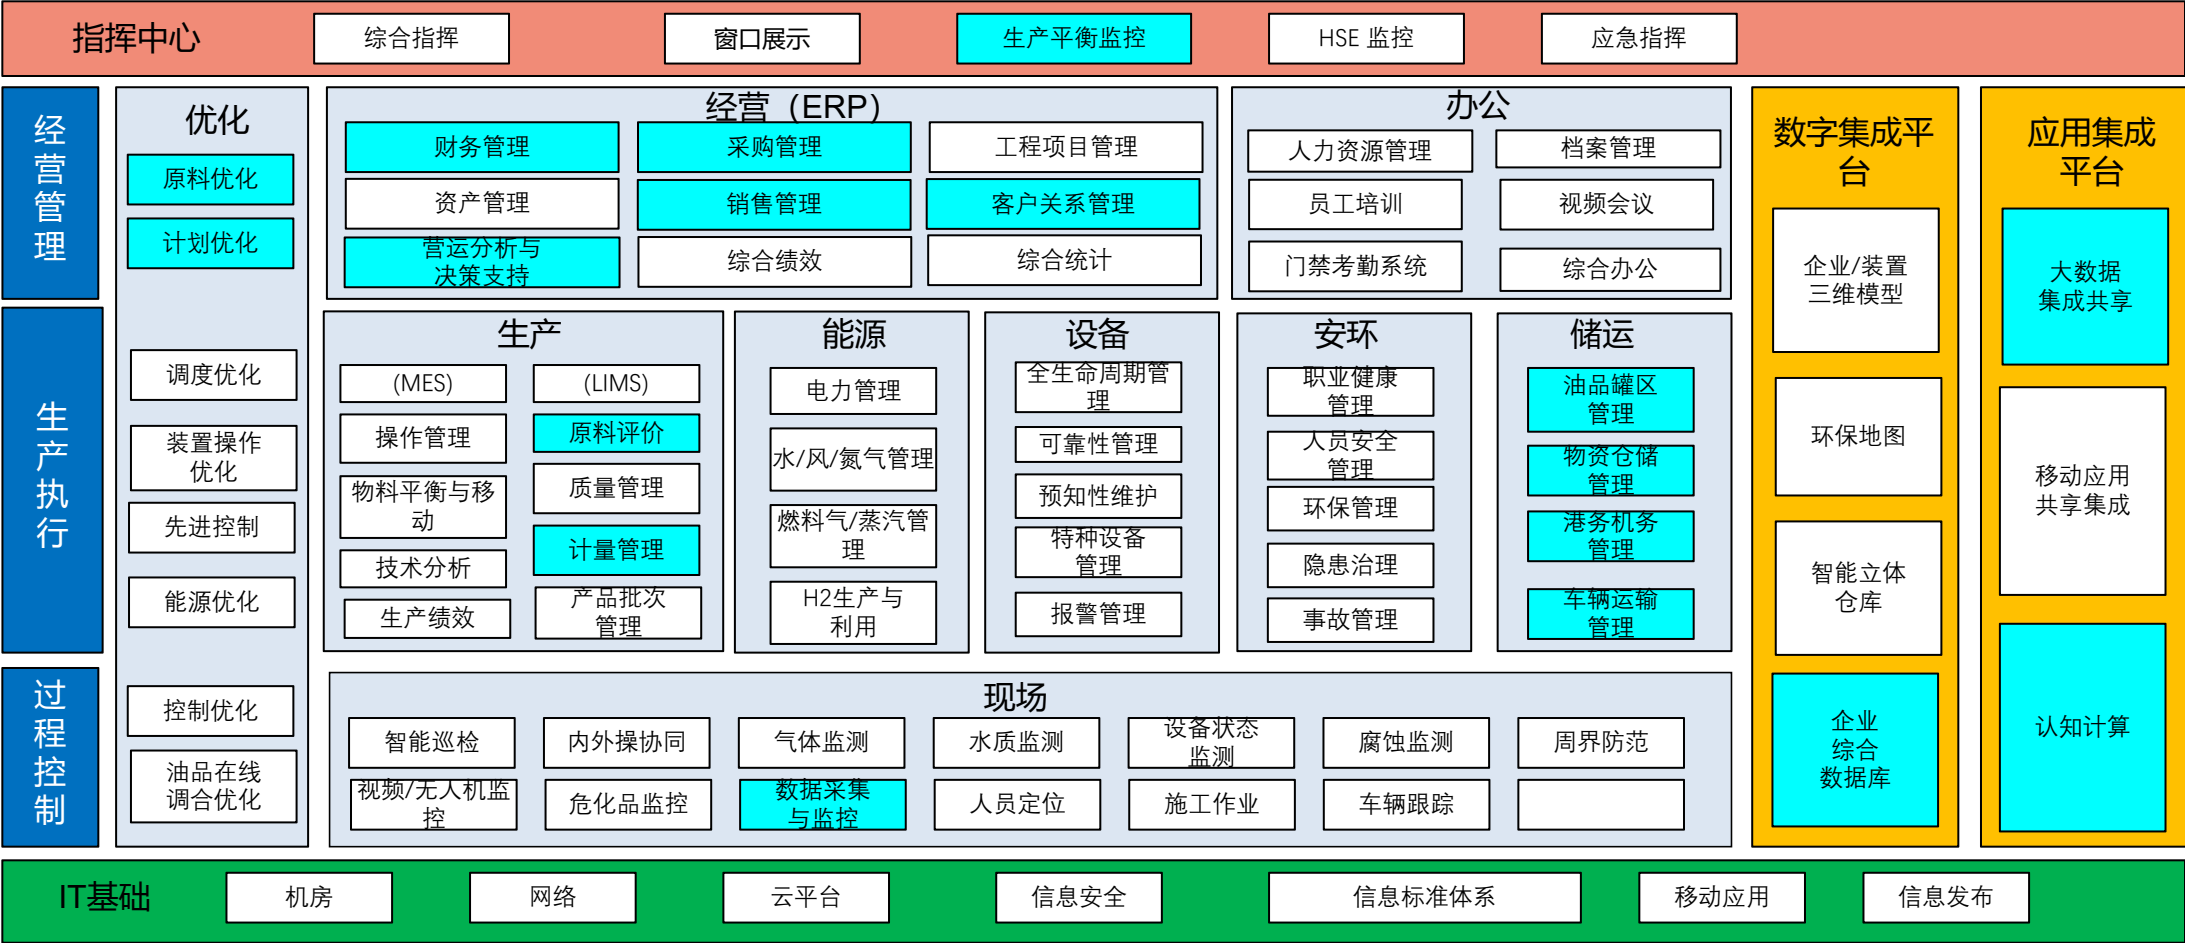 指挥中心
综合指挥
窗口展示
生产平衡监控
HSE 监控
应急指挥
经
营
管
理
生
产
执
行
过
程
控
制
优化
原料优化
计划优化
调度优化
装置操作
优化
先进控制
能源优化
控制优化
油品在线
调合优化
经营（ERP）
财务管理
采购管理
工程项目管理
资产管理
销售管理
客户关系管理
营运分析与
决策支持
综合绩效
综合统计
办公
人力资源管理
档案管理
员工培训
视频会议
门禁考勤系统
综合办公
生产
(MES)
(LIMS)
操作管理
原料评价
物料平衡与移
动
质量管理
技术分析
计量管理
生产绩效
产品批次
管理
能源
电力管理
水/风/氮气管理
燃料气/蒸汽管
理
H2生产与
利用
设备
全生命周期管
理
可靠性管理
预知性维护
特种设备
管理
报警管理
安环
职业健康
管理
人员安全
管理
环保管理
隐患治理
事故管理
储运
油品罐区
管理
物资仓储
管理
港务机务
管理
车辆运输
管理
现场
智能巡检
内外操协同
气体监测
水质监测
设备状态
监测
腐蚀监测
周界防范
视频/无人机监
控
危化品监控
数据采集
与监控
人员定位
施工作业
车辆跟踪
数字集成平
台
企业/装置
三维模型
环保地图
智能立体
仓库
企业
综合
数据库
应用集成
平台
大数据
集成共享
移动应用
共享集成
认知计算
IT基础
机房
网络
云平台
信息安全
信息标准体系
移动应用
信息发布